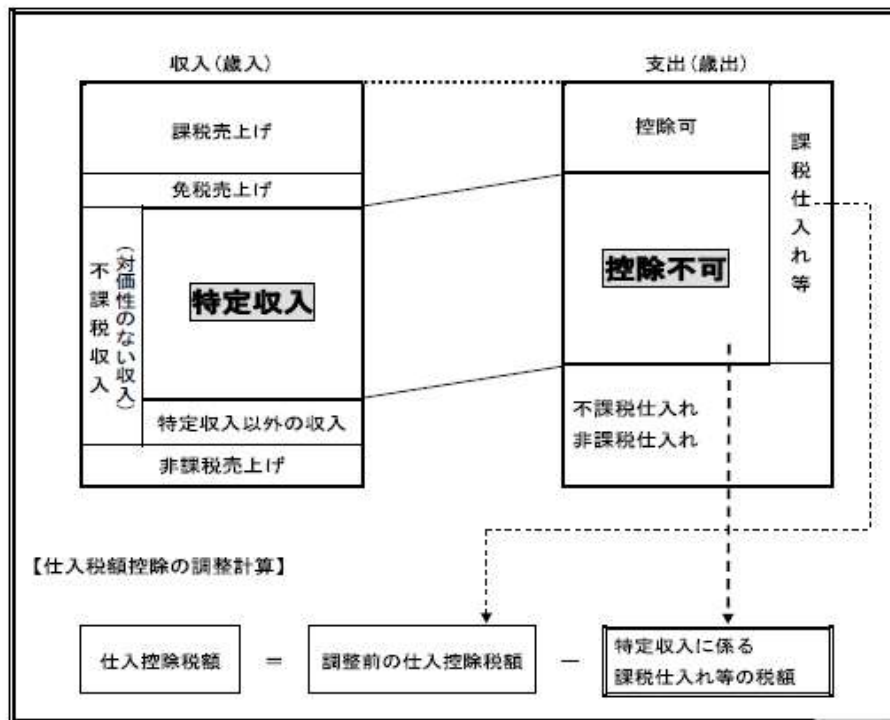 収入(歳入)
課税売上げ
免税売上げ
不課税収入
(対価性のない収入)
特定収入
特定収入以外の収入
非課税売上げ
支出(歳出)
控除可
控除不可
課税仕入れ等
不課税仕入れ
非課税仕入れ
【仕入税額控除の調整計算】
仕入控除税額 = 調整前の仕入控除税額 − 特定収入に係る
課税仕入れ等の税額